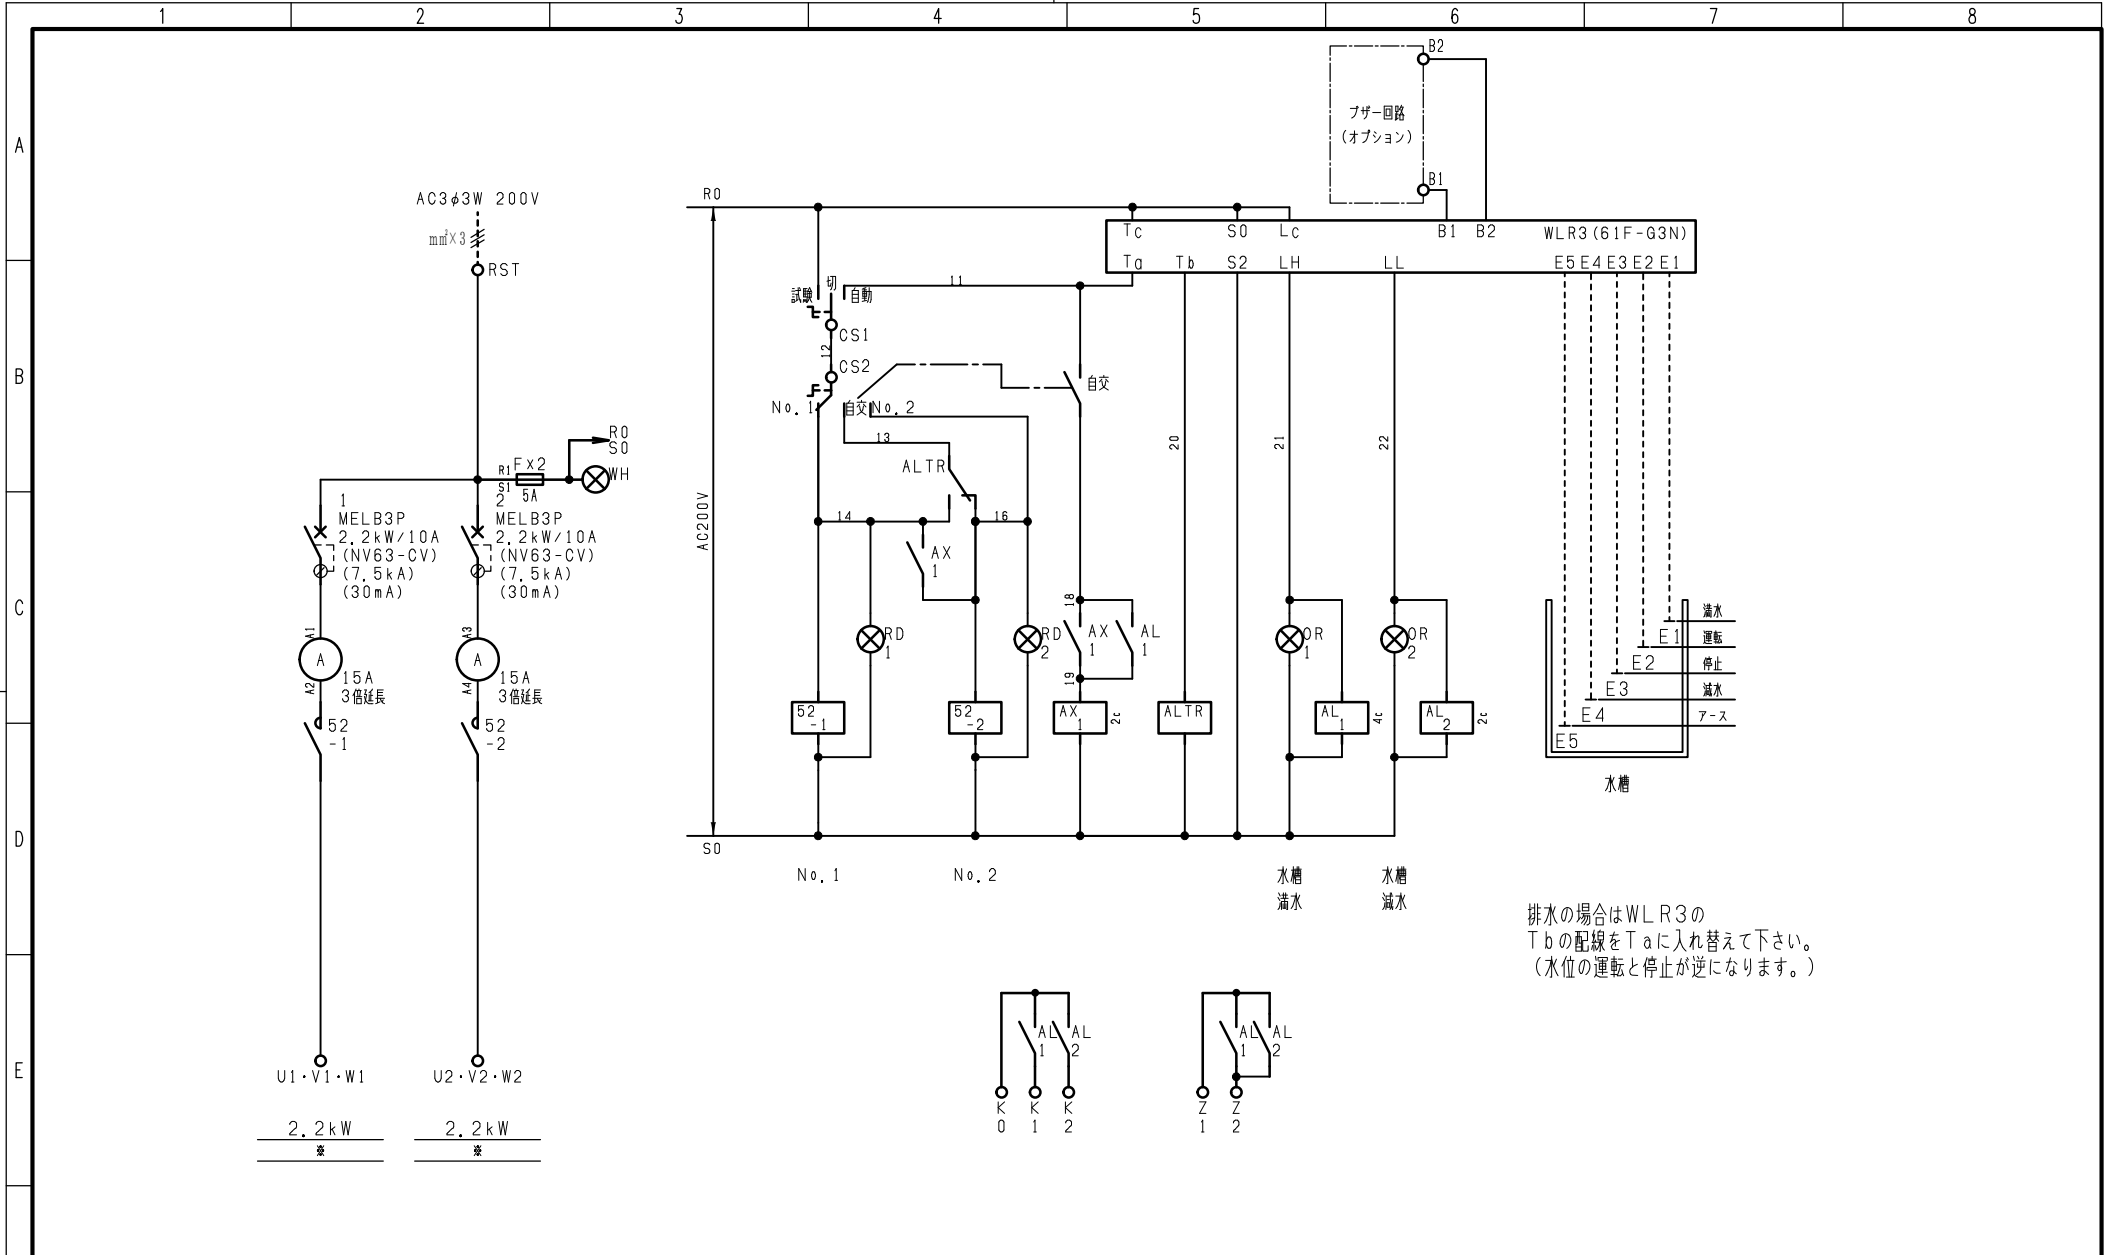 1 2 3 4 5 6 7 8
A
B
C
D
E
AC3φ3W 200V
mm²×3
RST
R0
S0
R1
S1
F×2
5A
WH
1
MELB3P
2.2kW/10A
(NV63-CV)
(7.5kA)
(30mA)
2
MELB3P
2.2kW/10A
(NV63-CV)
(7.5kA)
(30mA)
A1
A
A2
15A
3倍延長
A3
A
A4
15A
3倍延長
52
-1
52
-2
U1・V1・W1
U2・V2・W2
2.2kW
※
2.2kW
※
R0
AC200V
S0
試験
切
自動
11
CS1
12
CS2
No.1
自交
No.2
13
ALTR
14
16
AX
1
RD
1
RD
2
自交
18
AX
1
AL
1
19
52
-1
52
-2
AX
1
2c
ALTR
20
21
22
OR
1
OR
2
AL
1
4c
AL
2
2c
No.1
No.2
水槽
満水
水槽
減水
ブザー回路
(オプション)
B2
B1
Tc S0 Lc B1 B2 WLR3(61F-G3N)
Ta Tb S2 LH LL E5 E4 E3 E2 E1
満水
E1 運転
E2 停止
E3 減水
E4 アース
E5
水槽
排水の場合はWLR3の
Tbの配線をTaに入れ替えて下さい。
(水位の運転と停止が逆になります。)
AL
1
AL
2
K
0
K
1
K
2
AL
1
AL
2
Z
1
Z
2